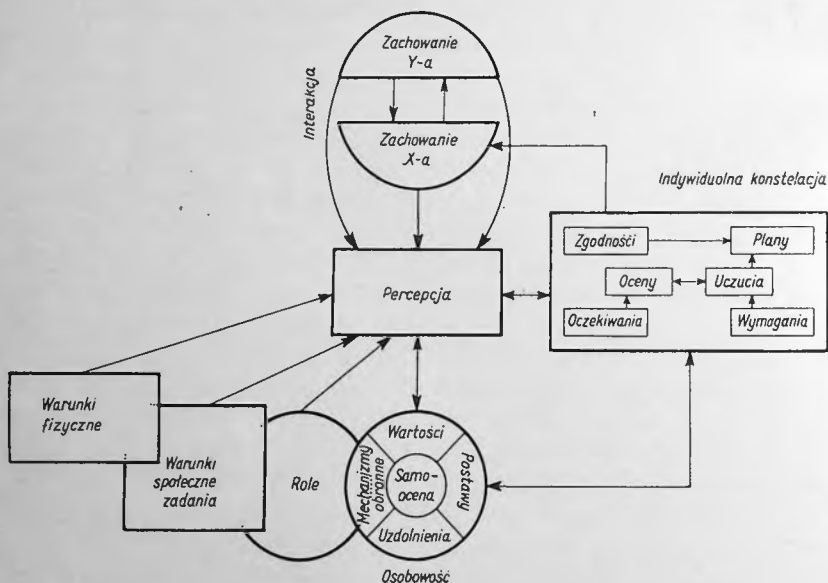 Zachowanie
Y-a
Interakcja
Zachowanie
X-a
Indywiduolna konstelacja
Zgodności
Plany
Oceny
Uczucia
Oczekiwania
Wymagania
Percepcja
Warunki
fizyczne
Warunki
społeczne
zadania
Role
Mechanizmy
obronne
Wartości
Postawy
Samo-
ocena
Uzdolnienia
Osobowość